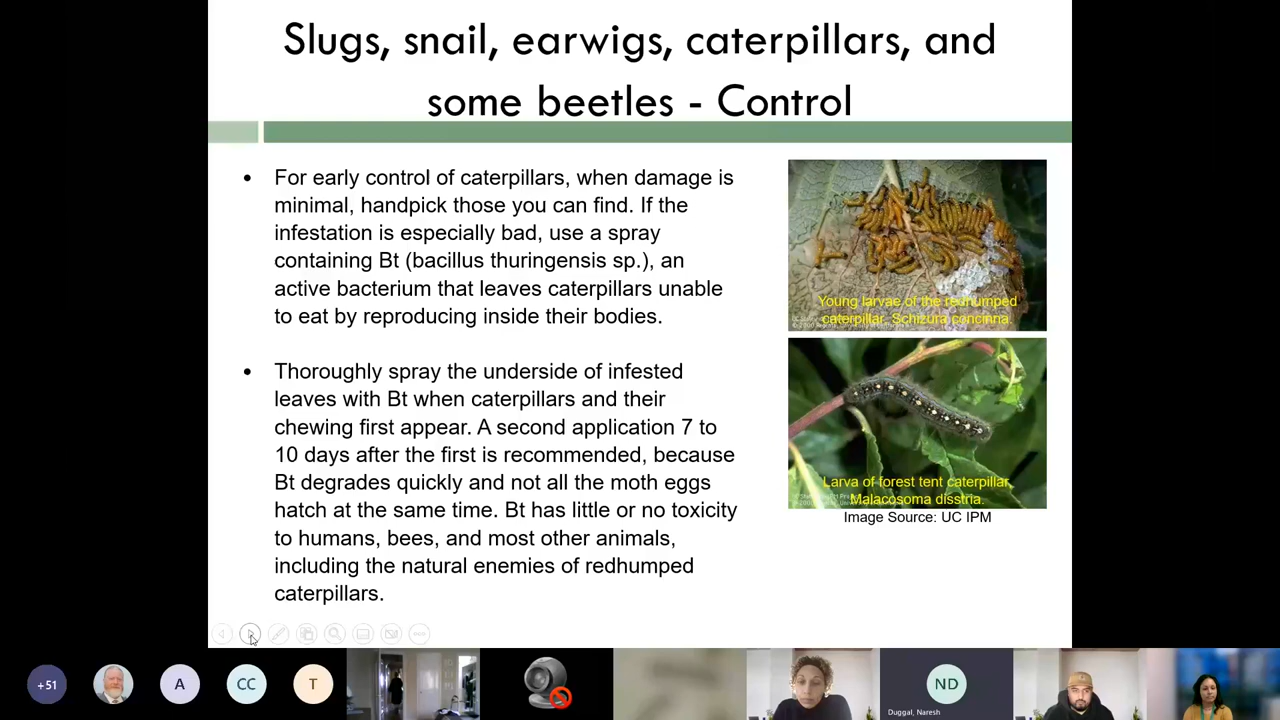 Slugs, snail, earwigs, caterpillars, and
some beetles - Control
• For early control of caterpillars, when damage is
minimal, handpick those you can find. If the
infestation is especially bad, use a spray
containing Bt (bacillus thuringensis sp.), an
active bacterium that leaves caterpillars unable
to eat by reproducing inside their bodies.
• Thoroughly spray the underside of infested
leaves with Bt when caterpillars and their
chewing first appear. A second application 7 to
10 days after the first is recommended, because
Bt degrades quickly and not all the moth eggs
hatch at the same time. Bt has little or no toxicity
to humans, bees, and most other animals,
including the natural enemies of redhumped
caterpillars.
Young larvae of the redhumped
caterpillar, Schizura concinna.
Larva of forest tent caterpillar,
Malacosoma disstria.
Image Source: UC IPM
+51
A
CC
T
ND
Duggal, Naresh